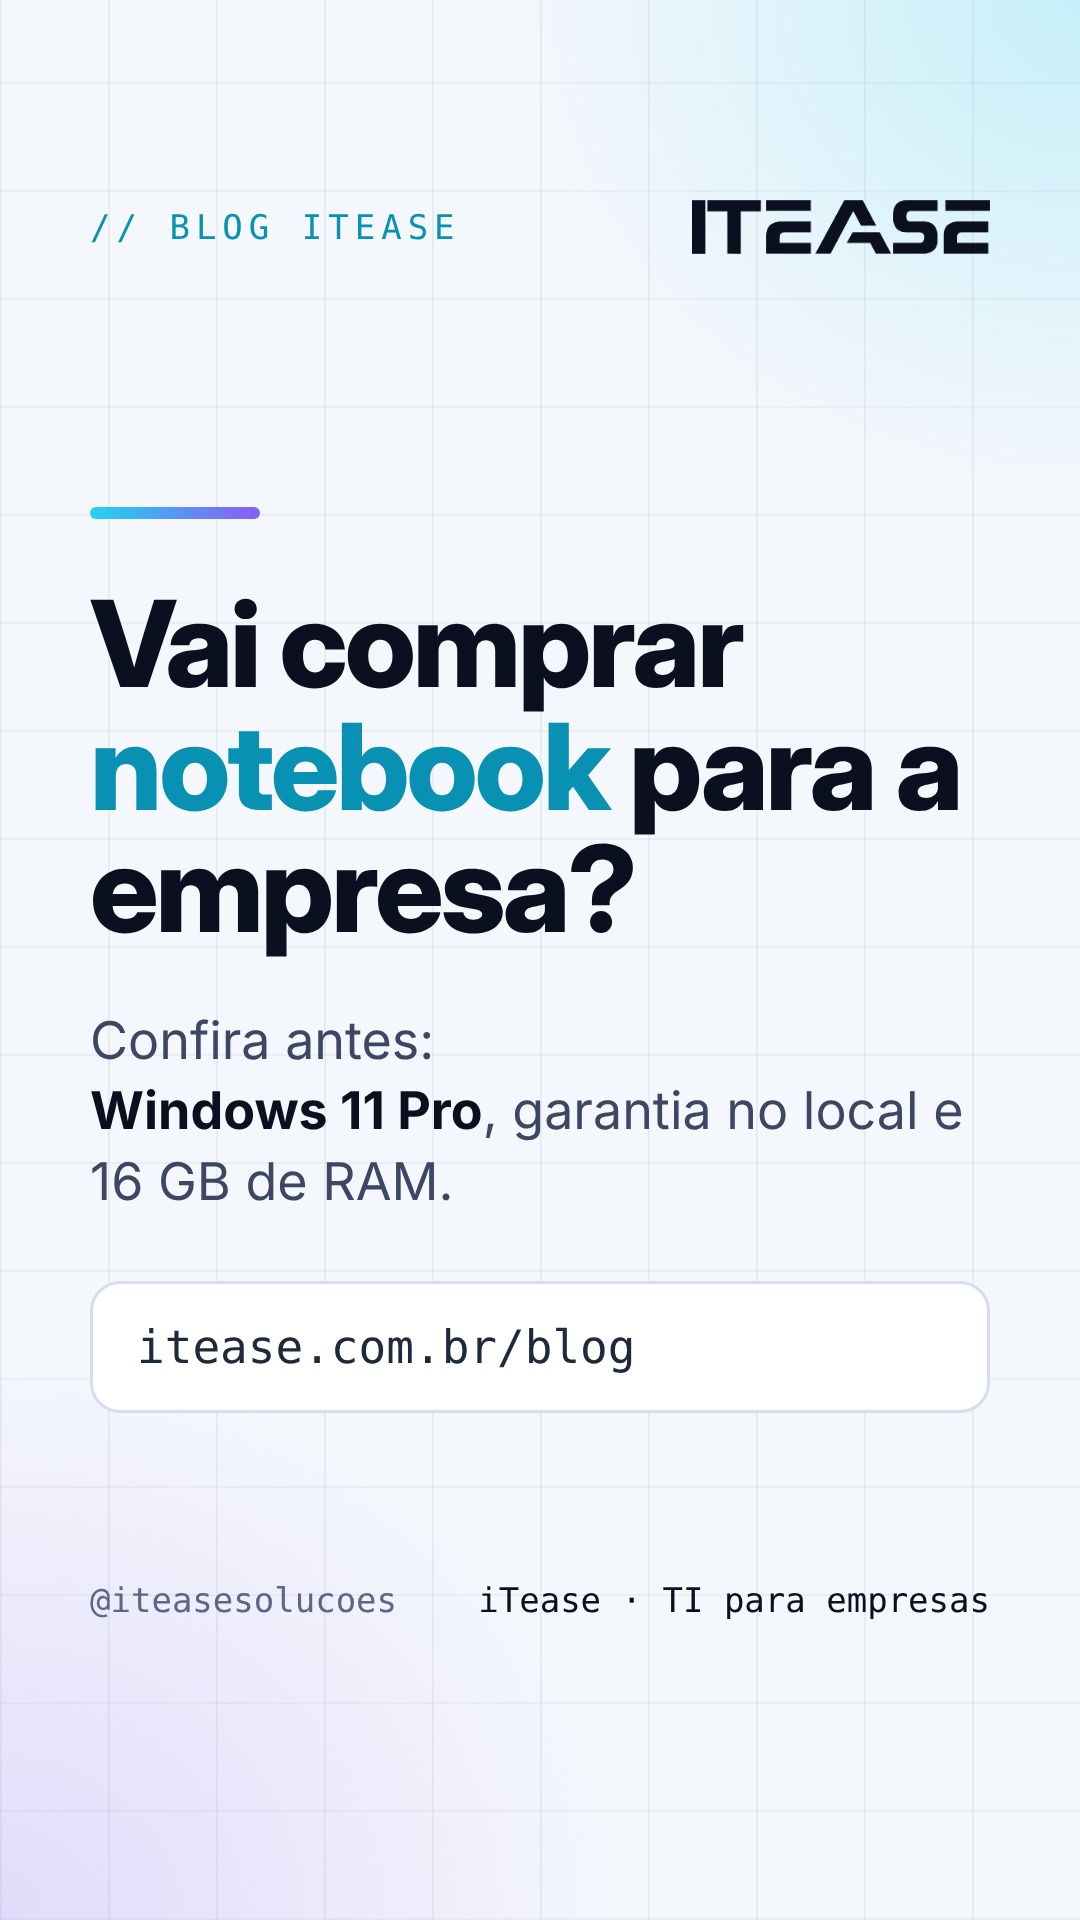 // BLOG ITEASE
ITEASE
Vai comprar
notebook para a
empresa?
Confira antes:
Windows 11 Pro, garantia no local e
16 GB de RAM.
itease.com.br/blog
@iteasesolucoes
iTease · TI para empresas